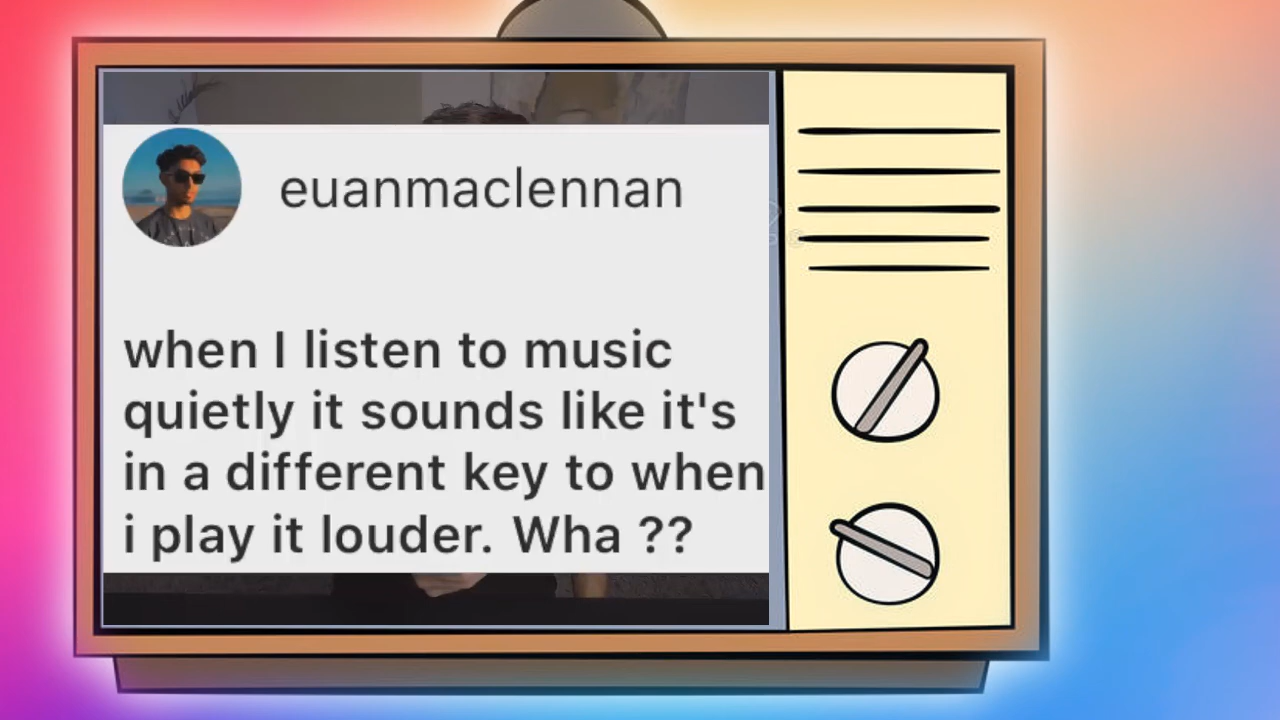 euanmaclennan
when I listen to music
quietly it sounds like it's
in a different key to when
i play it louder. Wha ??